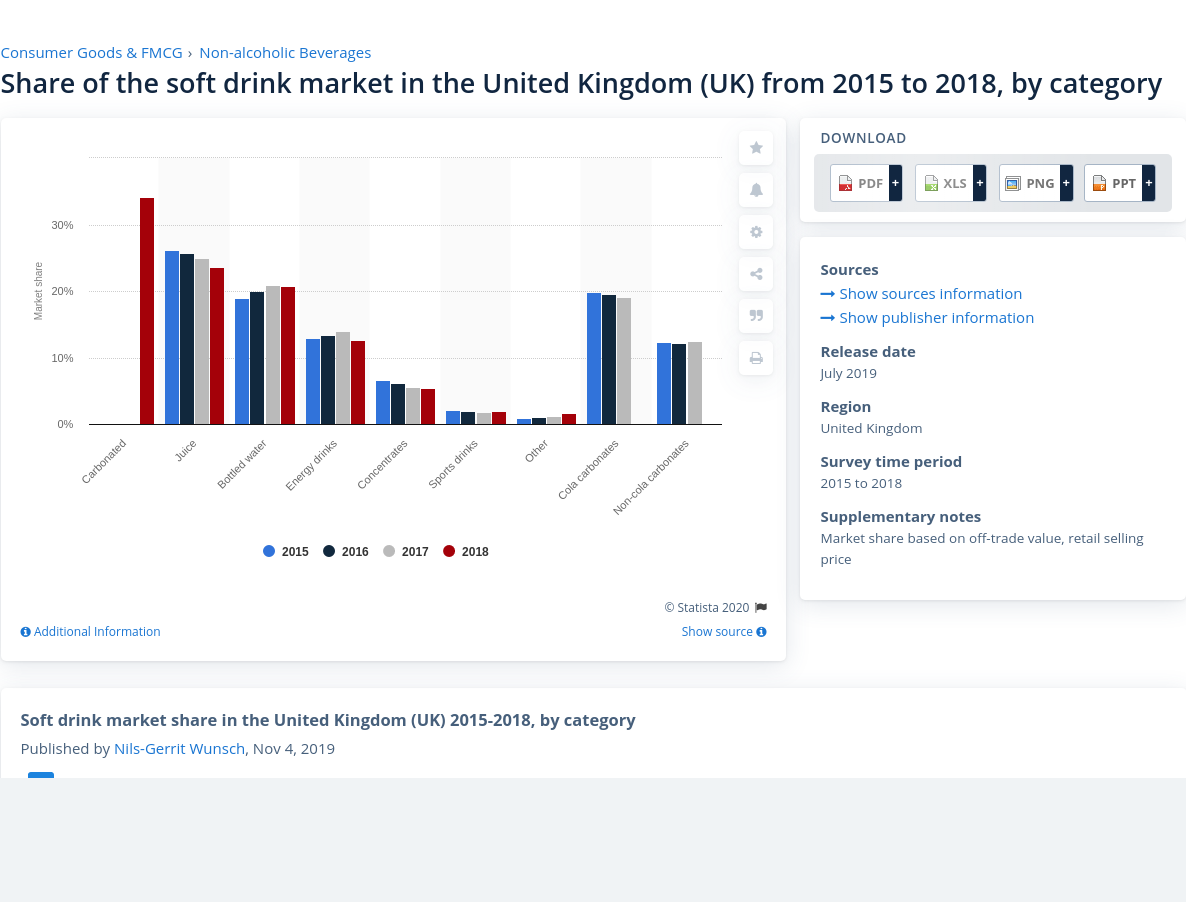 Consumer Goods & FMCG › Non-alcoholic Beverages
Share of the soft drink market in the United Kingdom (UK) from 2015 to 2018, by category
Market share
30%
20%
10%
0%
Carbonated
Juice
Bottled water
Energy drinks
Concentrates
Sports drinks
Other
Cola carbonates
Non-cola carbonates
2015 2016 2017 2018
© Statista 2020
Additional Information
Show source
DOWNLOAD
PDF + XLS + PNG + PPT +
Sources
Show sources information
Show publisher information
Release date
July 2019
Region
United Kingdom
Survey time period
2015 to 2018
Supplementary notes
Market share based on off-trade value, retail selling
price
Soft drink market share in the United Kingdom (UK) 2015-2018, by category
Published by Nils-Gerrit Wunsch, Nov 4, 2019